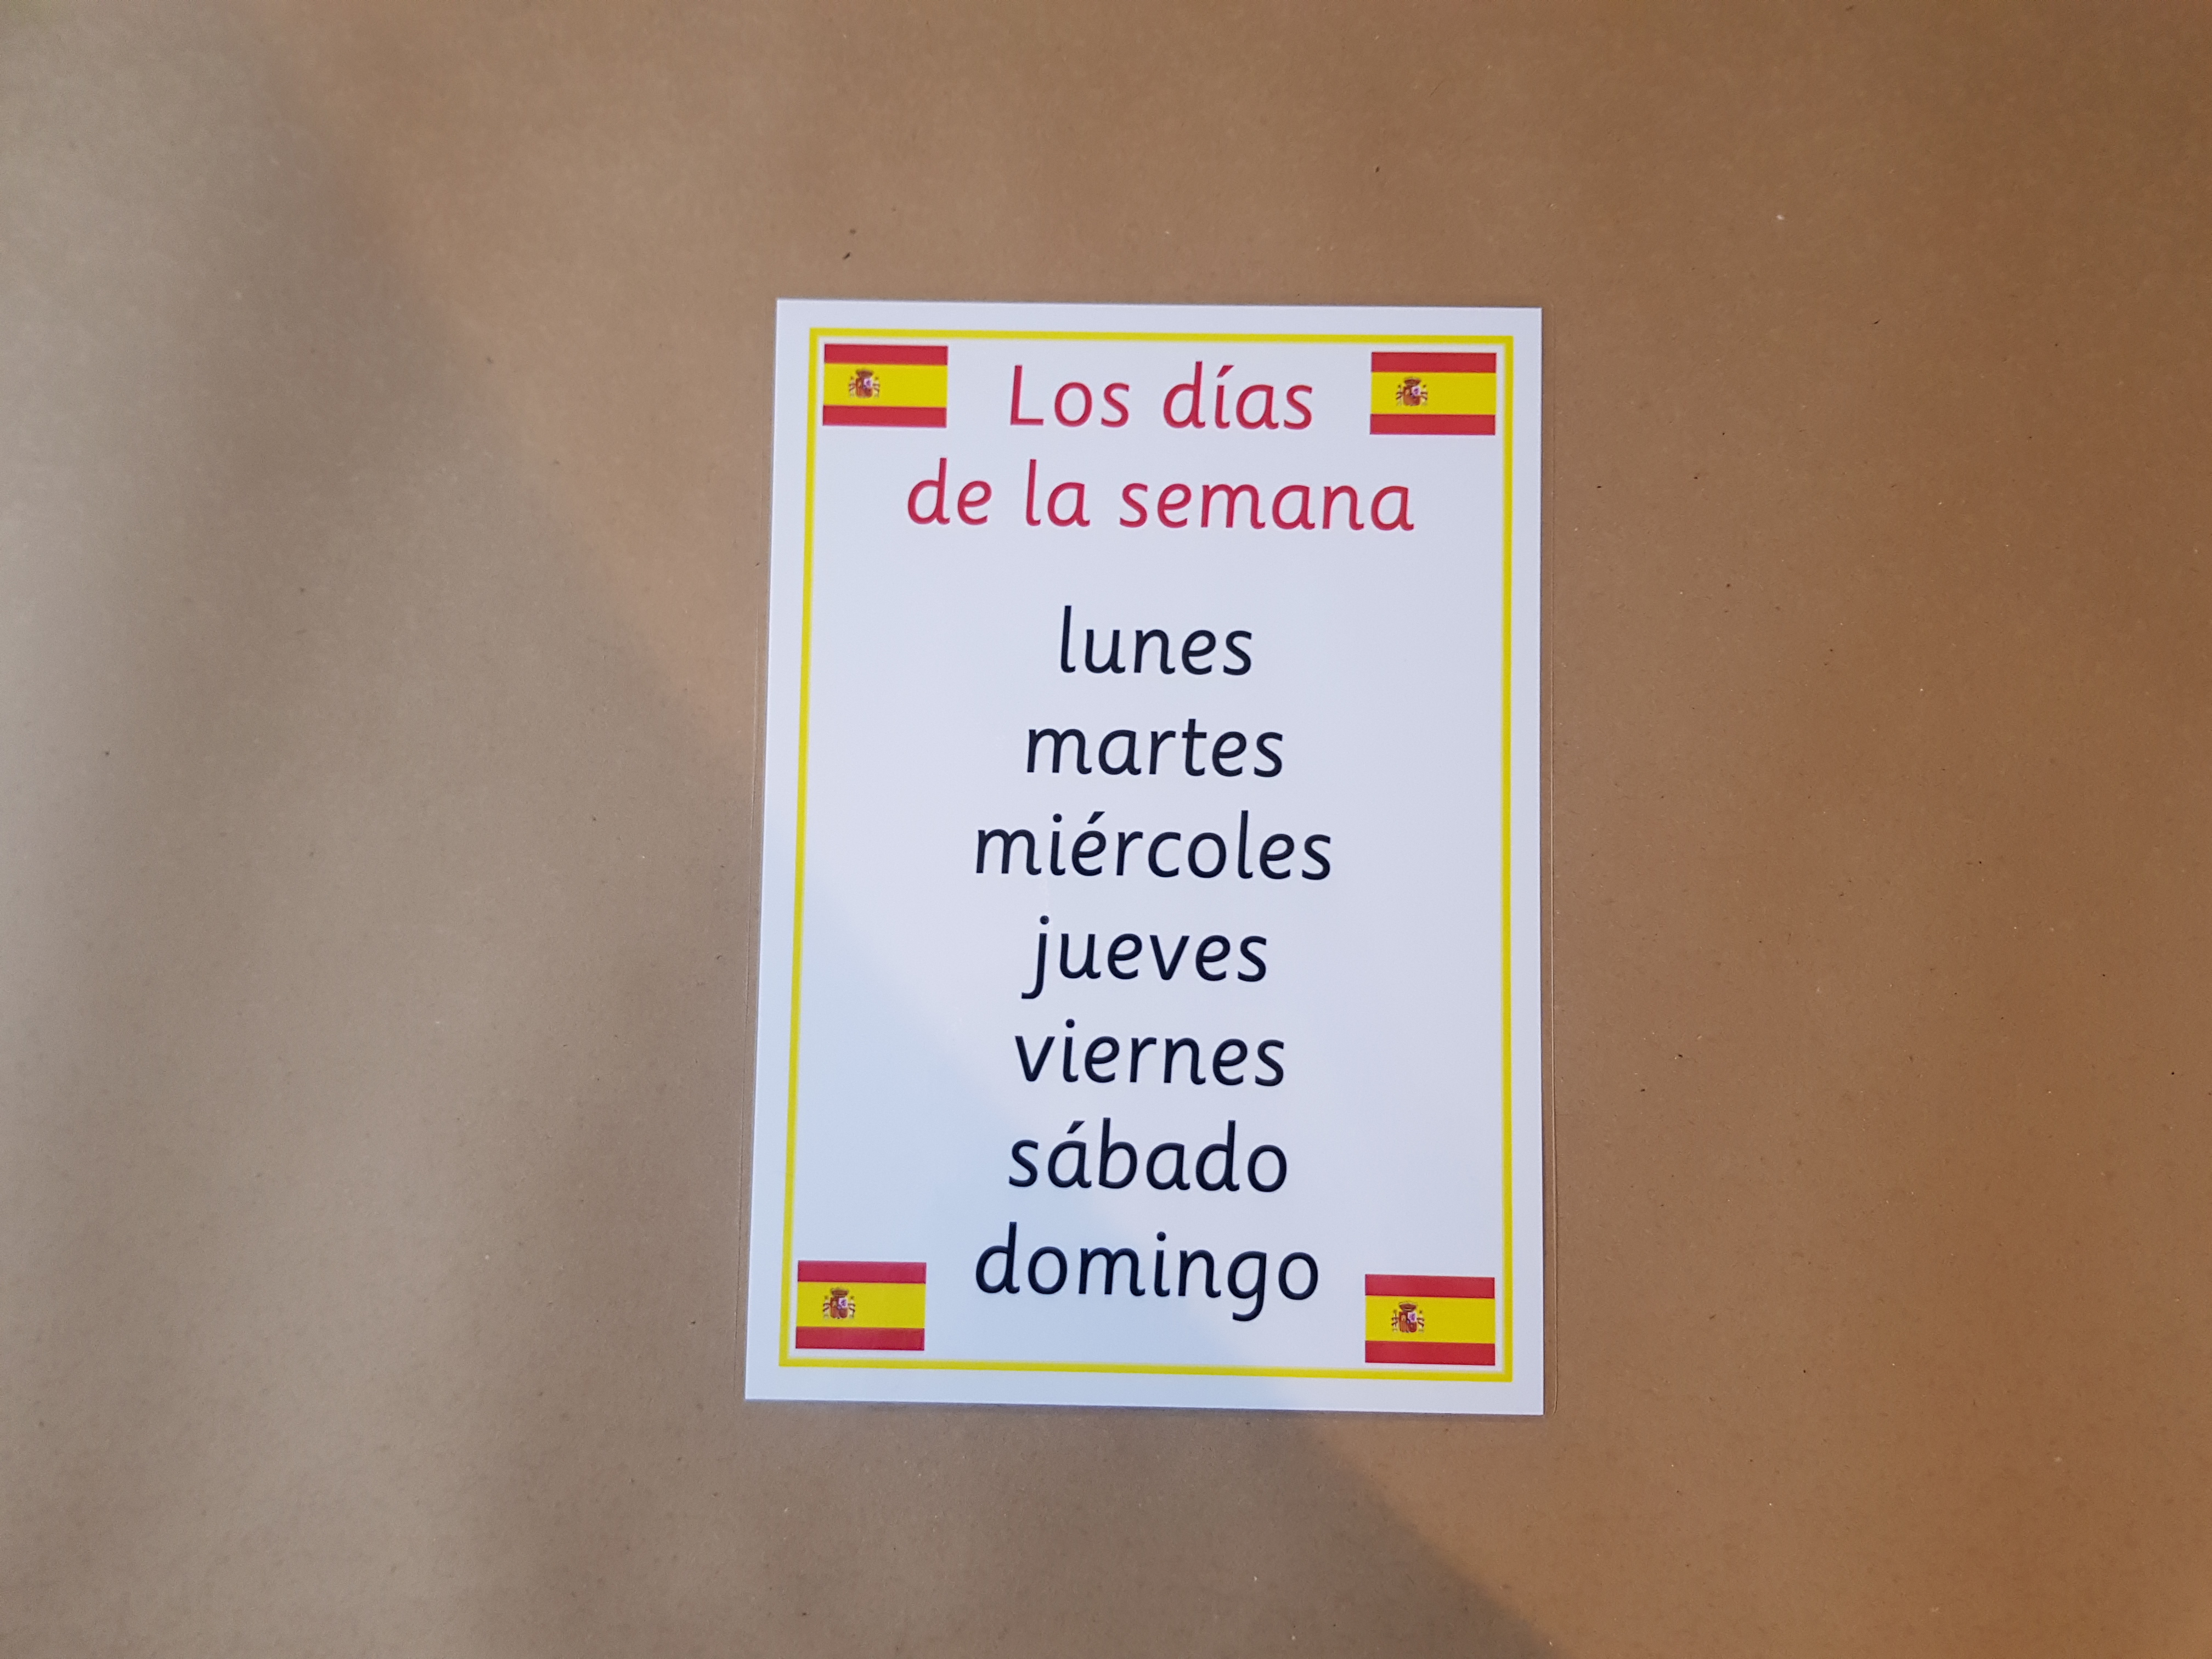 Los días
de la semana
lunes
martes
miércoles
jueves
viernes
sábado
domingo